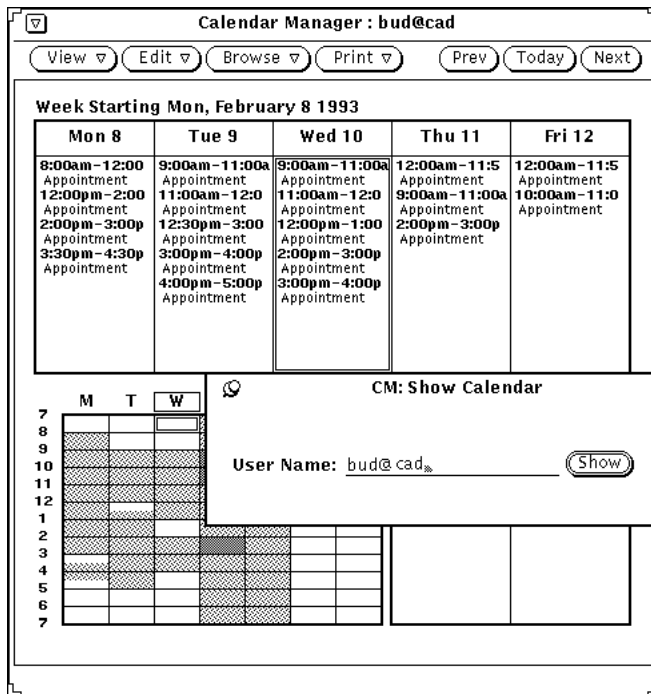 Calendar Manager : bud@cad
View Edit Browse Print Prev Today Next
Week Starting Mon, February 8 1993
Mon 8 Tue 9 Wed 10 Thu 11 Fri 12
8:00am-12:00 9:00am-11:00a 9:00am-11:00a 12:00am-11:5 12:00am-11:5
Appointment Appointment Appointment Appointment Appointment
12:00pm-2:00 11:00am-12:0 11:00am-12:0 9:00am-11:00a 10:00am-11:0
Appointment Appointment Appointment Appointment Appointment
2:00pm-3:00p 12:30pm-3:00 12:00pm-1:00 2:00pm-3:00p
Appointment Appointment Appointment Appointment
3:30pm-4:30p 3:00pm-4:00p 2:00pm-3:00p
Appointment Appointment Appointment
4:00pm-5:00p 3:00pm-4:00p
Appointment Appointment
CM: Show Calendar
User Name: bud@cad Show
M T W
7
8
9
10
11
12
1
2
3
4
5
6
7